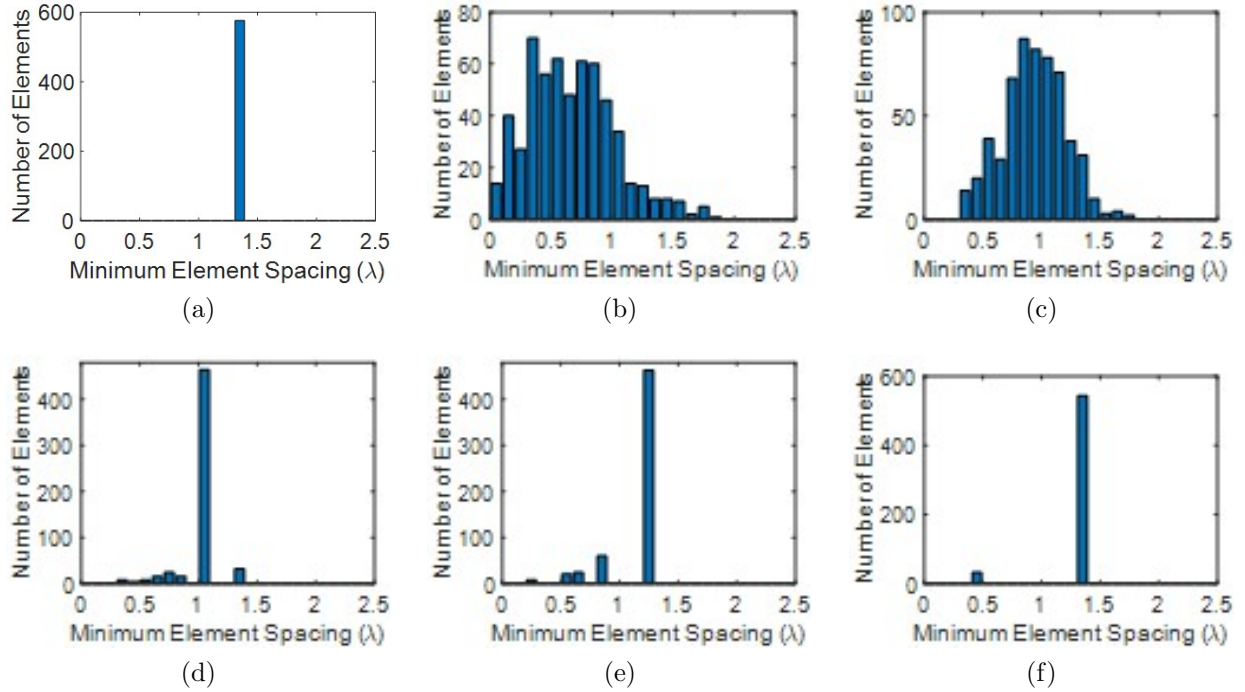 600
400
200
0
Number of Elements
0 0.5 1 1.5 2 2.5
Minimum Element Spacing (λ)
(a)
80
60
40
20
0
Number of Elements
0 0.5 1 1.5 2 2.5
Minimum Element Spacing (λ)
(b)
100
50
0
Number of Elements
0 0.5 1 1.5 2 2.5
Minimum Element Spacing (λ)
(c)
400
300
200
100
0
Number of Elements
0 0.5 1 1.5 2 2.5
Minimum Element Spacing (λ)
(d)
400
300
200
100
0
Number of Elements
0 0.5 1 1.5 2 2.5
Minimum Element Spacing (λ)
(e)
600
400
200
0
Number of Elements
0 0.5 1 1.5 2 2.5
Minimum Element Spacing (λ)
(f)